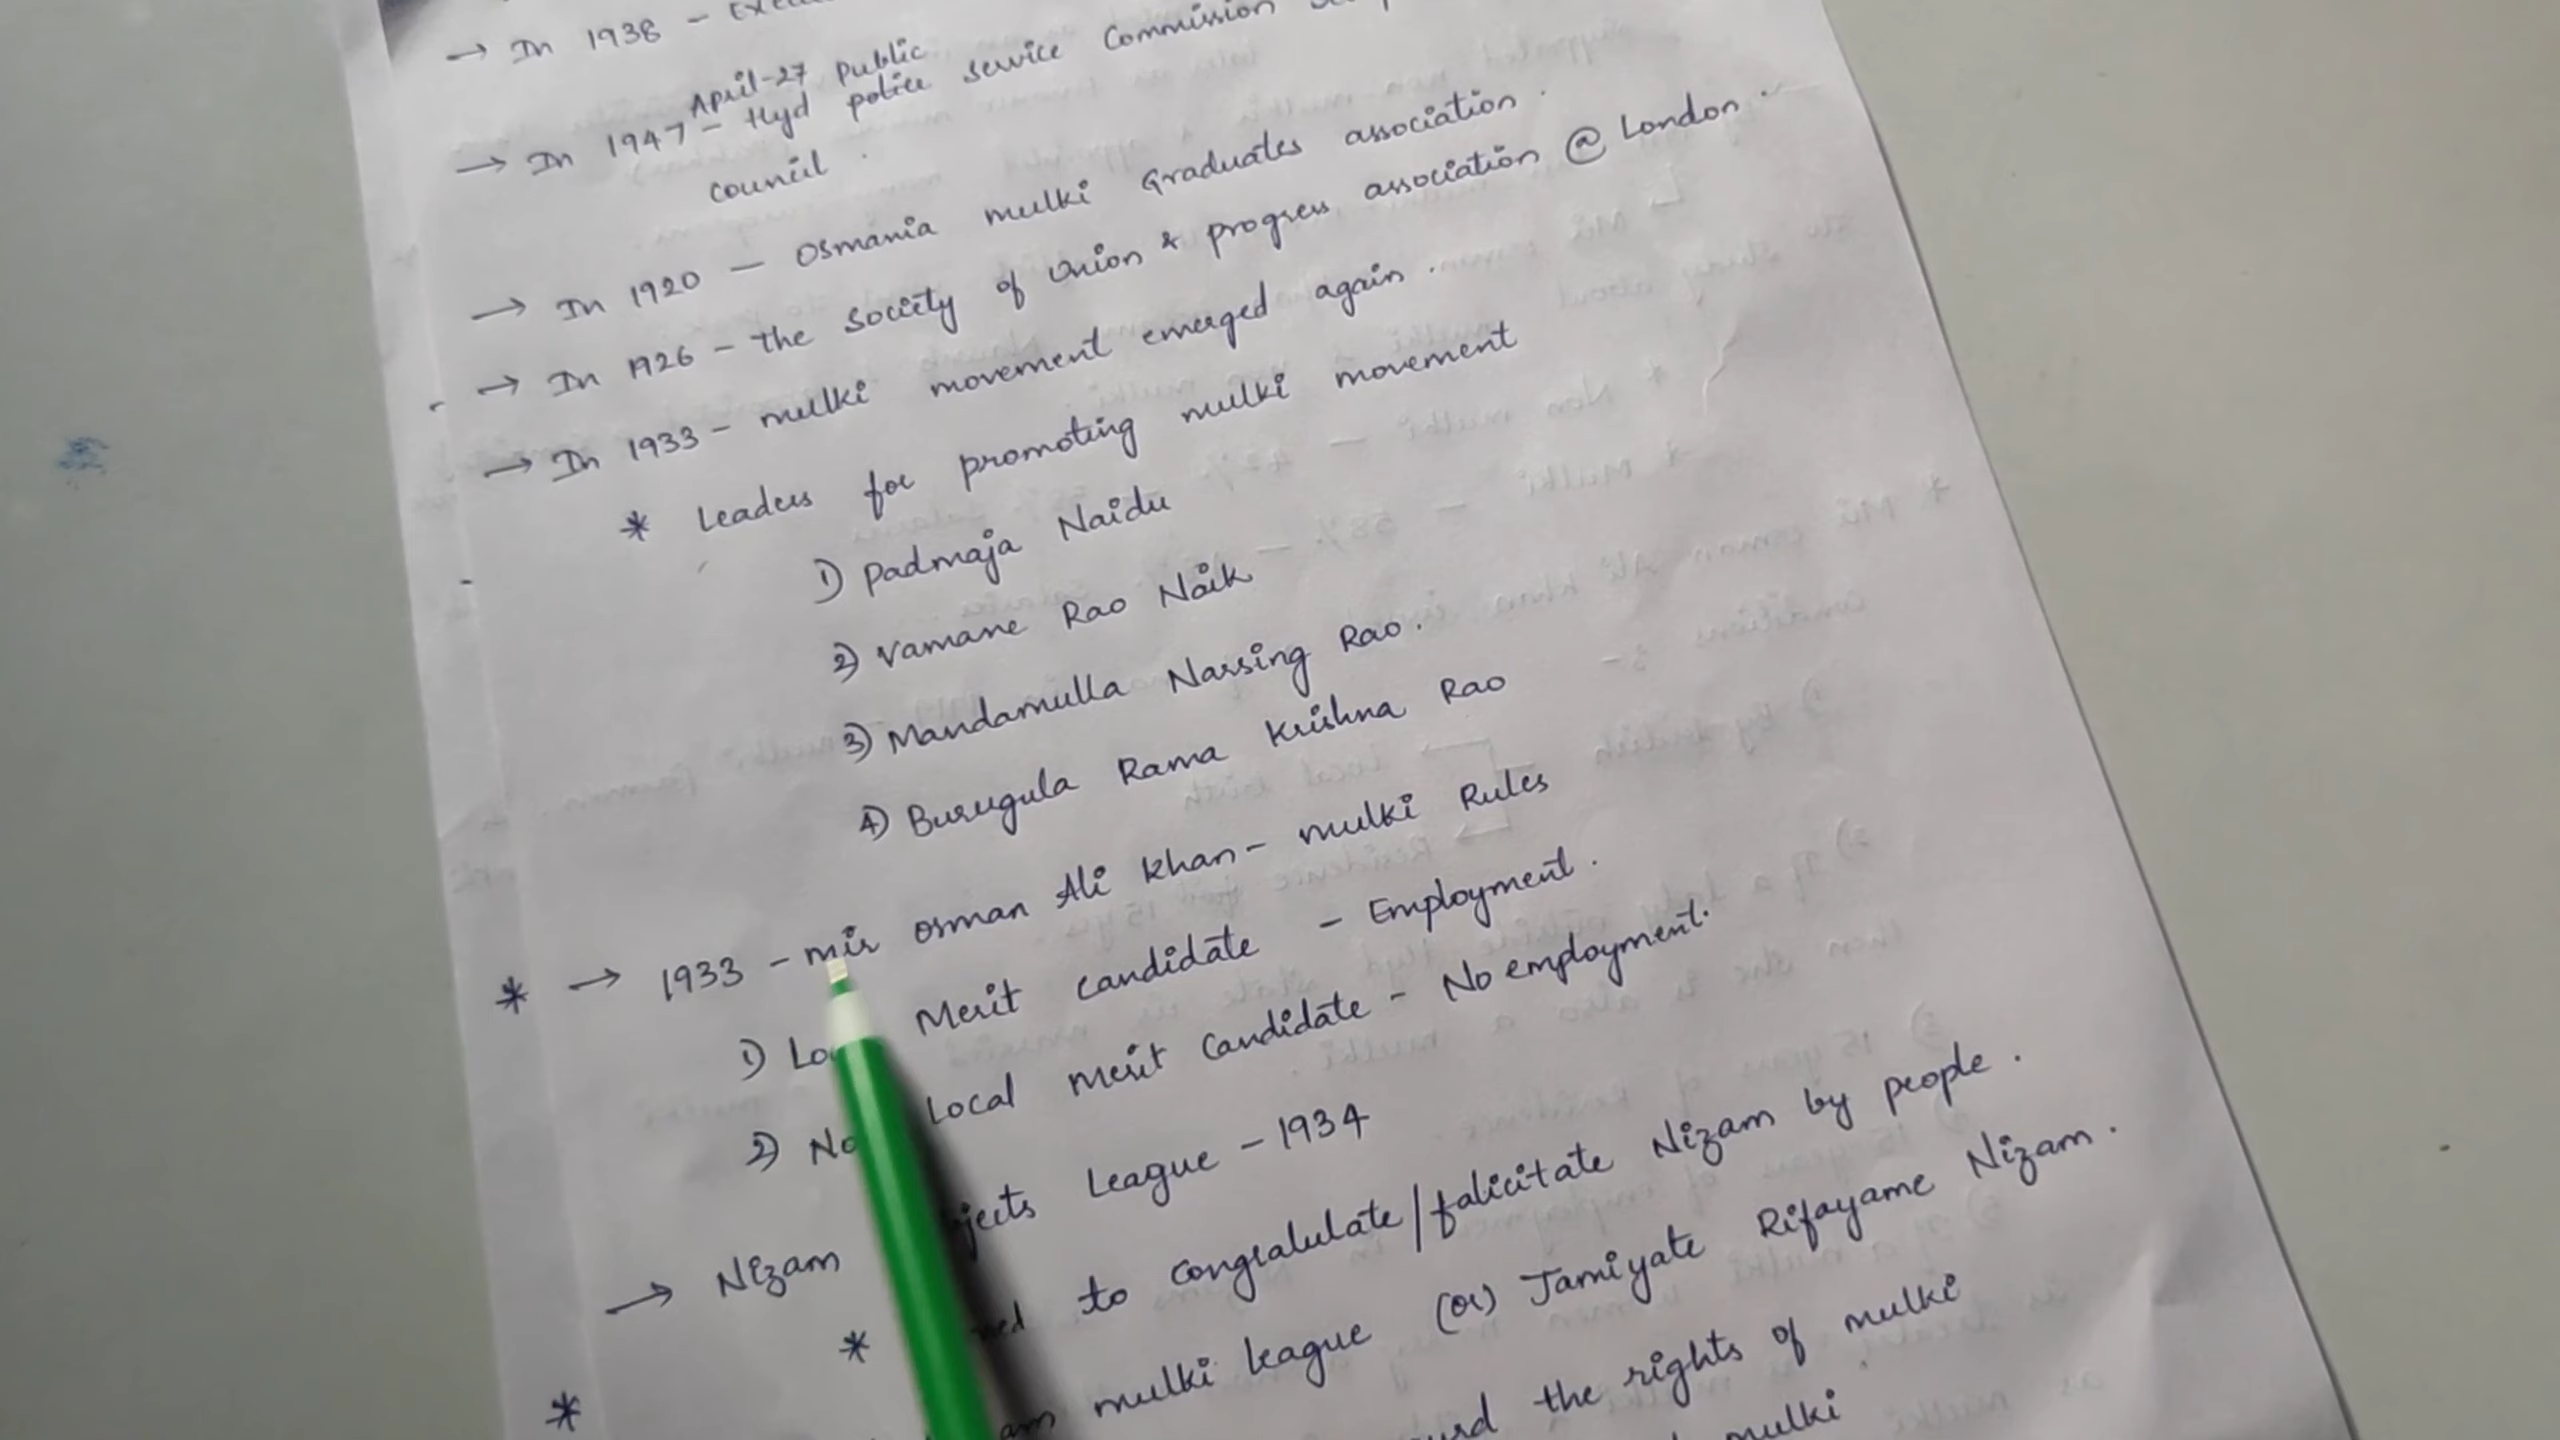 → In 1938 –
April-27 public
→ In 1947 – Hyd police service Commission
council.
→ In 1920 – Osmania mulki Graduates association.
→ In 1926 – the society of Union & progress association @ London.
→ In 1933 – mulki movement emerged again.
* Leaders for promoting mulki movement
1) Padmaja Naidu
2) Vamane Rao Naik
3) Mandamulla Narsing Rao.
4) Burugula Rama Krishna Rao
* → 1933 – mir osman Ali Khan – mulki Rules
1) Lo Merit candidate – Employment.
2) No Local merit candidate – No employment.
→ Nizam jects League – 1934
* ed to congralulate/falicitate Nizam by people.
* am mulki league (or) Jamiyate Rifayame Nizam.
the rights of mulki
mulki